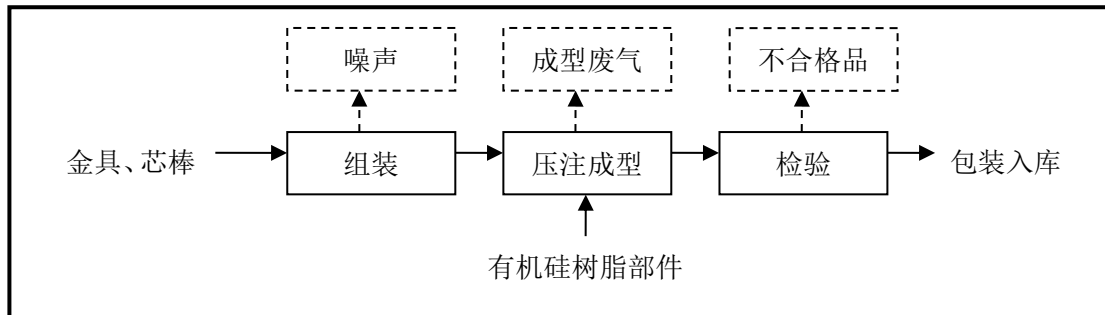 噪声
成型废气
不合格品
金具、芯棒
组装
压注成型
检验
包装入库
有机硅树脂部件